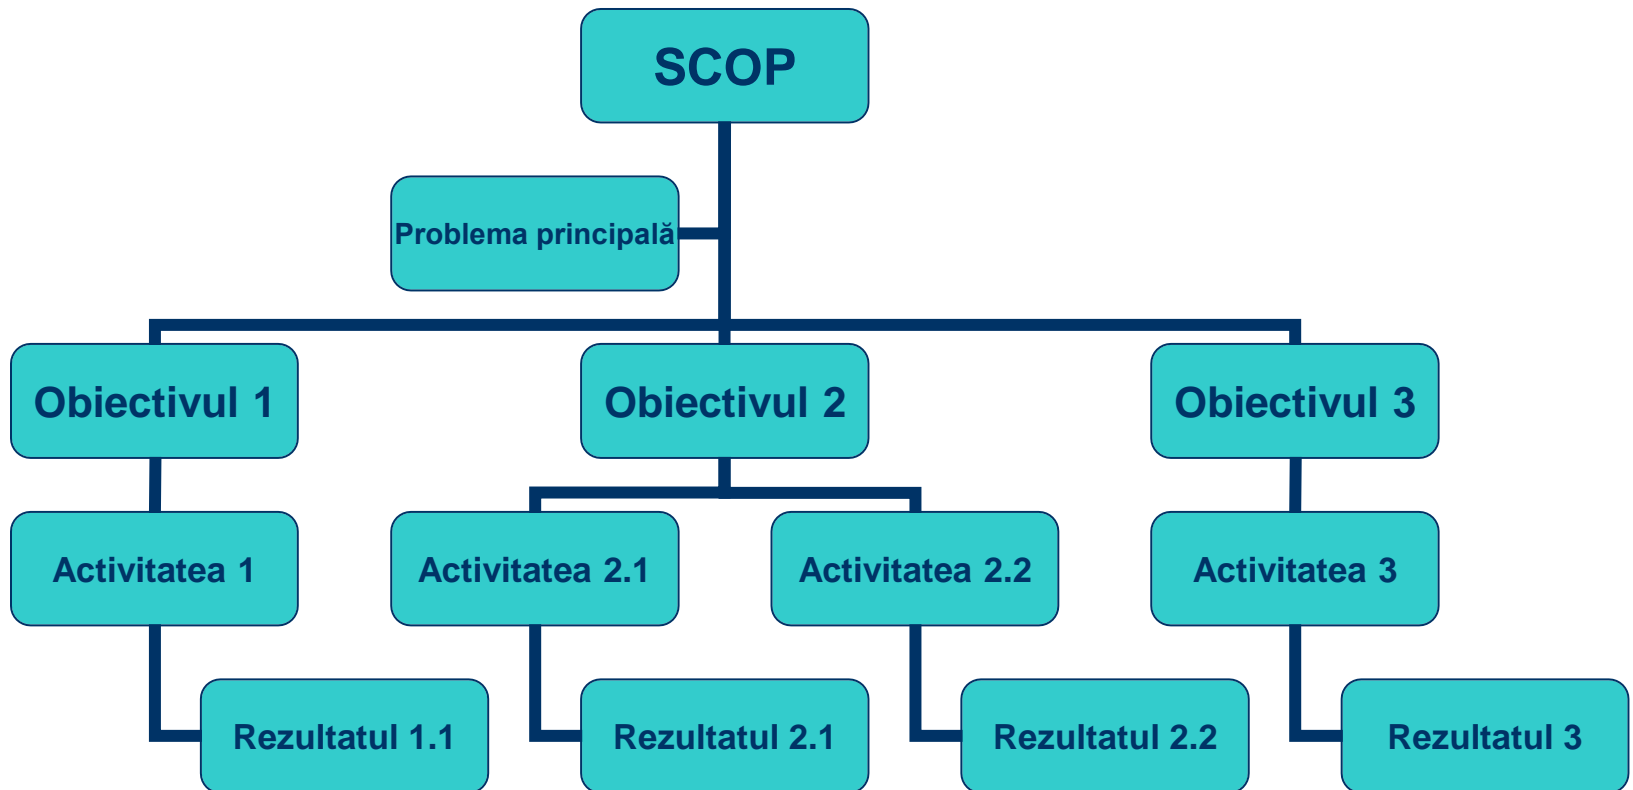 SCOP
Problema principală
Obiectivul 1
Obiectivul 2
Obiectivul 3
Activitatea 1
Activitatea 2.1
Activitatea 2.2
Activitatea 3
Rezultatul 1.1
Rezultatul 2.1
Rezultatul 2.2
Rezultatul 3